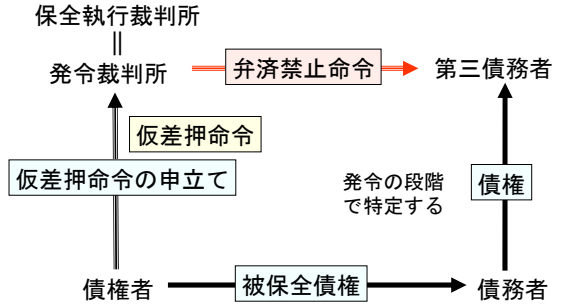 保全執行裁判所
||
発令裁判所
弁済禁止命令
第三債務者
仮差押命令
仮差押命令の申立て
発令の段階
で特定する
債権
債権者
被保全債権
債務者